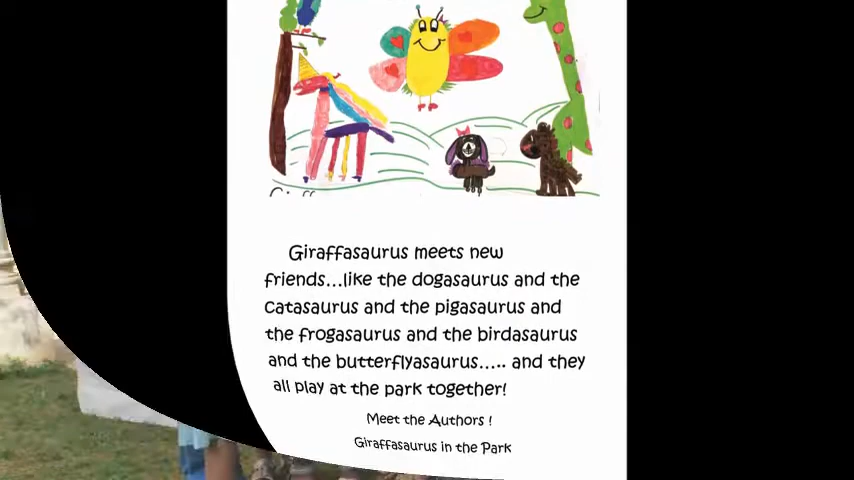 Giraffasaurus meets new
friends...like the dogasaurus and the
catasaurus and the pigasaurus and
the frogasaurus and the birdasaurus
and the butterflyasaurus..... and they
all play at the park together!
Meet the Authors !
Giraffasaurus in the Park